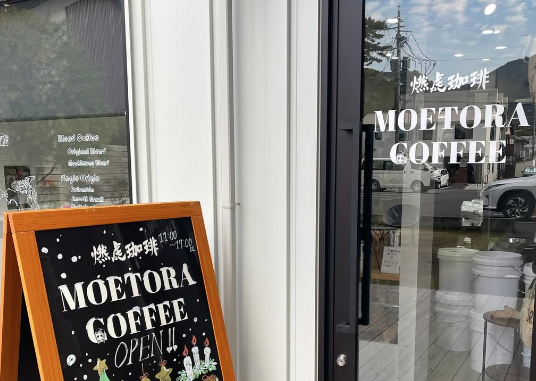 Blend Coffee
Original Blend
Single Origin
Colombia
燃虎珈琲
11:00
~17:00
MOETORA
COFFEE
OPEN!!
燃虎珈琲
MOETORA
COFFEE